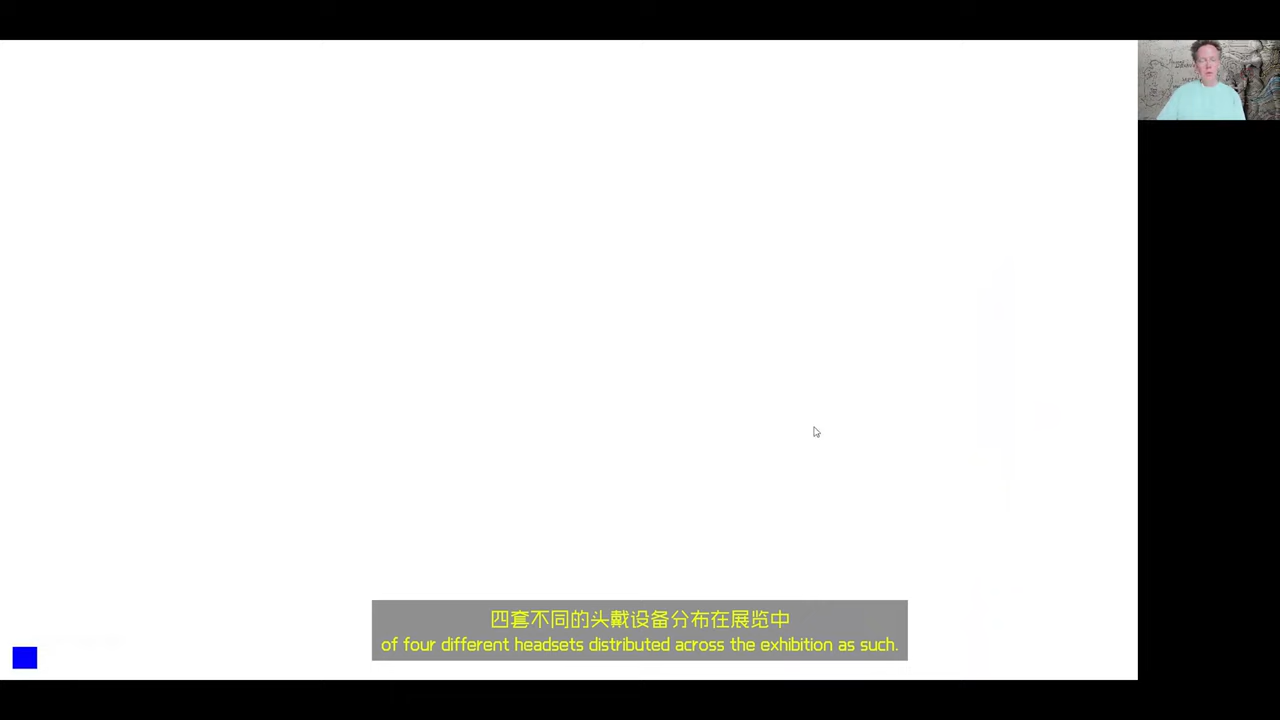 四套不同的头戴设备分布在展览中
of four different headsets distributed across the exhibition as such.